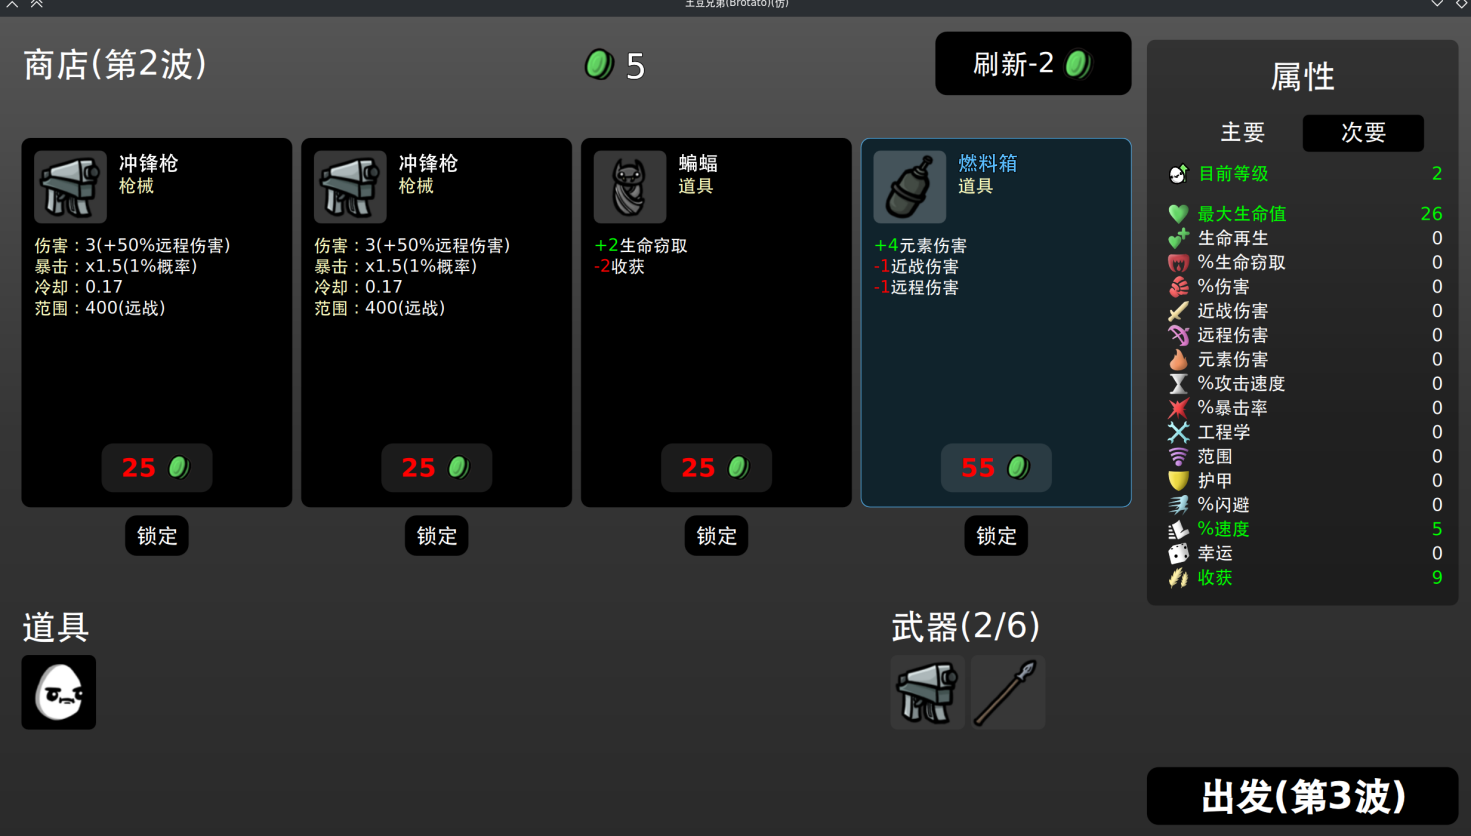 土豆兄弟(Brotato)(仿)
商店(第2波)
5
刷新-2
冲锋枪
枪械
伤害：3(+50%远程伤害)
暴击：x1.5(1%概率)
冷却：0.17
范围：400(远战)
25
锁定
冲锋枪
枪械
伤害：3(+50%远程伤害)
暴击：x1.5(1%概率)
冷却：0.17
范围：400(远战)
25
锁定
蝙蝠
道具
+2生命窃取
-2收获
25
锁定
燃料箱
道具
+4元素伤害
-1近战伤害
-1远程伤害
55
锁定
属性
主要 次要
目前等级 2
最大生命值 26
生命再生 0
%生命窃取 0
%伤害 0
近战伤害 0
远程伤害 0
元素伤害 0
%攻击速度 0
%暴击率 0
工程学 0
范围 0
护甲 0
%闪避 0
%速度 5
幸运 0
收获 9
道具
武器(2/6)
出发(第3波)